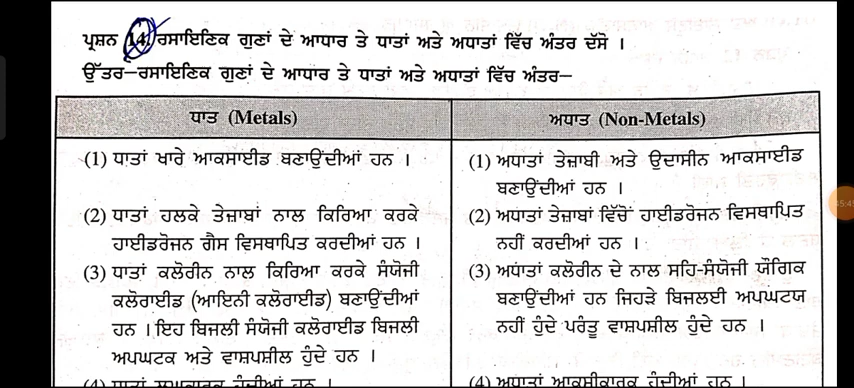 ਪ੍ਰਸ਼ਨ 14. ਰਸਾਇਣਿਕ ਗੁਣਾਂ ਦੇ ਆਧਾਰ ਤੇ ਧਾਤਾਂ ਅਤੇ ਅਧਾਤਾਂ ਵਿੱਚ ਅੰਤਰ ਦੱਸੋ ।
ਉੱਤਰ—ਰਸਾਇਣਿਕ ਗੁਣਾਂ ਦੇ ਆਧਾਰ ਤੇ ਧਾਤਾਂ ਅਤੇ ਅਧਾਤਾਂ ਵਿੱਚ ਅੰਤਰ—
ਧਾਤ (Metals)
(1) ਧਾਤਾਂ ਖਾਰੇ ਆਕਸਾਈਡ ਬਣਾਉਂਦੀਆਂ ਹਨ ।
(2) ਧਾਤਾਂ ਹਲਕੇ ਤੇਜ਼ਾਬਾਂ ਨਾਲ ਕਿਰਿਆ ਕਰਕੇ
ਹਾਈਡਰੋਜਨ ਗੈਸ ਵਿਸਥਾਪਿਤ ਕਰਦੀਆਂ ਹਨ ।
(3) ਧਾਤਾਂ ਕਲੋਰੀਨ ਨਾਲ ਕਿਰਿਆ ਕਰਕੇ ਸੰਯੋਜੀ
ਕਲੋਰਾਈਡ (ਆਇਨੀ ਕਲੋਰਾਈਡ) ਬਣਾਉਂਦੀਆਂ
ਹਨ । ਇਹ ਬਿਜਲੀ ਸੰਯੋਜੀ ਕਲੋਰਾਈਡ ਬਿਜਲੀ
ਅਪਘਟਕ ਅਤੇ ਵਾਸ਼ਪਸ਼ੀਲ ਹੁੰਦੇ ਹਨ ।
(4) ਧਾਤਾਂ ਲਘੂਕਾਰਕ ਹੁੰਦੀਆਂ ਹਨ ।
ਅਧਾਤ (Non-Metals)
(1) ਅਧਾਤਾਂ ਤੇਜ਼ਾਬੀ ਅਤੇ ਉਦਾਸੀਨ ਆਕਸਾਈਡ
ਬਣਾਉਂਦੀਆਂ ਹਨ ।
(2) ਅਧਾਤਾਂ ਤੇਜ਼ਾਬਾਂ ਵਿੱਚੋਂ ਹਾਈਡਰੋਜਨ ਵਿਸਥਾਪਿਤ
ਨਹੀਂ ਕਰਦੀਆਂ ਹਨ ।
(3) ਅਧਾਤਾਂ ਕਲੋਰੀਨ ਦੇ ਨਾਲ ਸਹਿ-ਸੰਯੋਜੀ ਯੌਗਿਕ
ਬਣਾਉਂਦੀਆਂ ਹਨ ਜਿਹੜੇ ਬਿਜਲਈ ਅਪਘਟਯ
ਨਹੀਂ ਹੁੰਦੇ ਪਰੰਤੂ ਵਾਸ਼ਪਸ਼ੀਲ ਹੁੰਦੇ ਹਨ ।
(4) ਅਧਾਤਾਂ ਆਕਸੀਕਾਰਕ ਹੁੰਦੀਆਂ ਹਨ ।